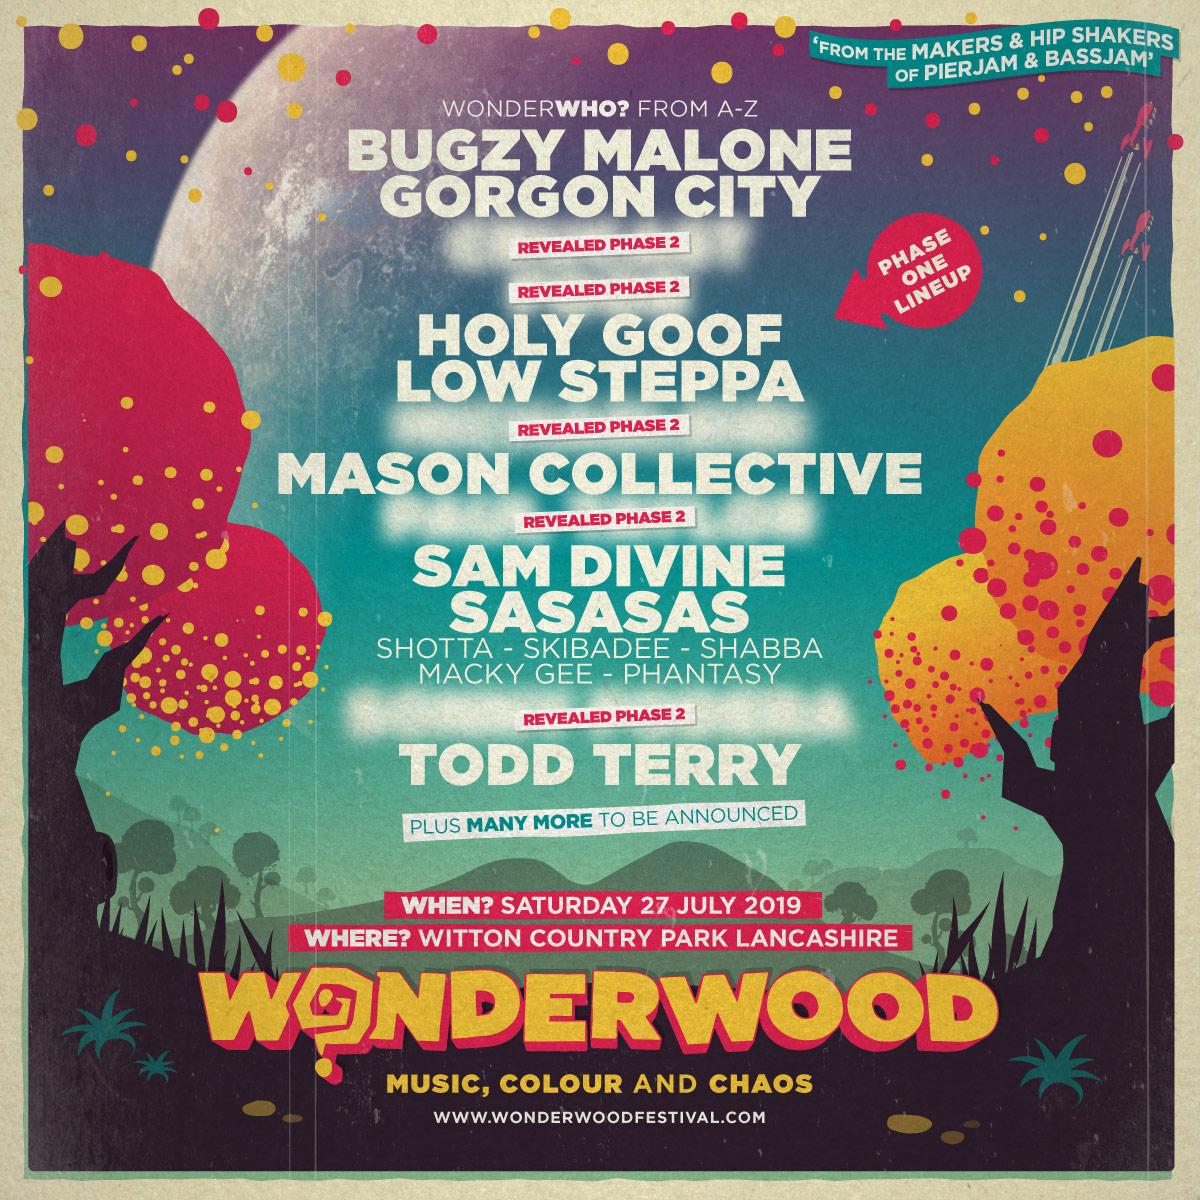 'FROM THE MAKERS & HIP SHAKERS
OF PIERJAM & BASSJAM'
WONDERWHO? FROM A-Z
BUGZY MALONE
GORGON CITY
REVEALED PHASE 2
PHASE
ONE
LINEUP
REVEALED PHASE 2
HOLY GOOF
LOW STEPPA
REVEALED PHASE 2
MASON COLLECTIVE
REVEALED PHASE 2
SAM DIVINE
SASASAS
SHOTTA - SKIBADEE - SHABBA
MACKY GEE - PHANTASY
REVEALED PHASE 2
TODD TERRY
PLUS MANY MORE TO BE ANNOUNCED
WHEN? SATURDAY 27 JULY 2019
WHERE? WITTON COUNTRY PARK LANCASHIRE
WONDERWOOD
MUSIC, COLOUR AND CHAOS
WWW.WONDERWOODFESTIVAL.COM